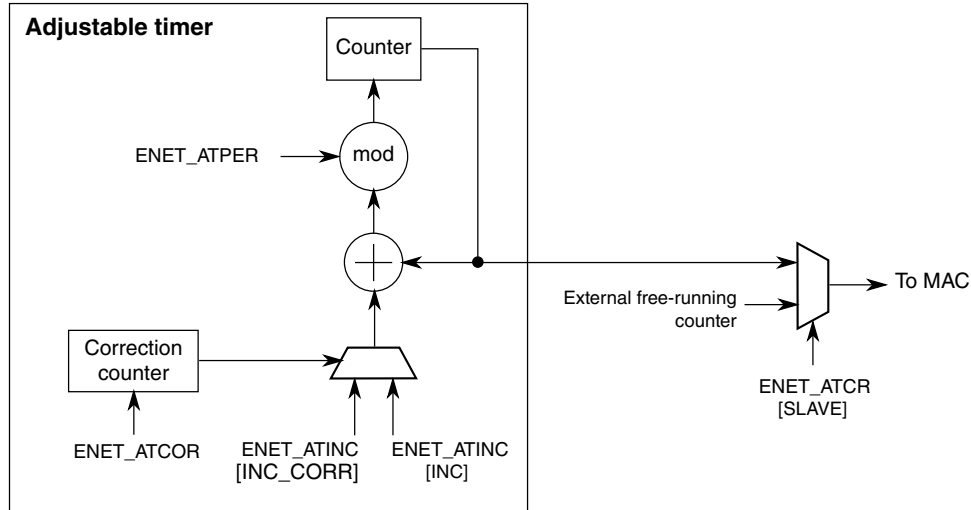 Adjustable timer
Counter
ENET_ATPER
mod
External free-running
counter
To MAC
Correction
counter
ENET_ATCR
[SLAVE]
ENET_ATCOR
ENET_ATINC
[INC_CORR]
ENET_ATINC
[INC]